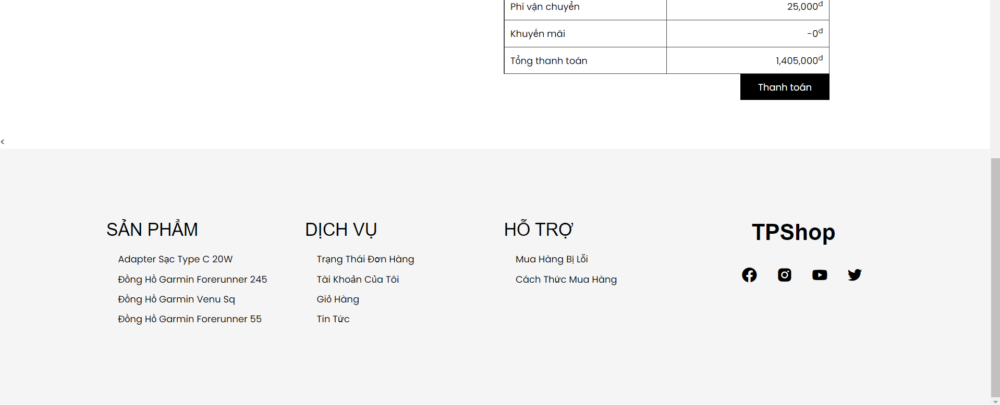 Phí vận chuyển 25,000đ
Khuyến mãi -0đ
Tổng thanh toán 1,405,000đ
Thanh toán
<
SẢN PHẨM
Adapter Sạc Type C 20W
Đồng Hồ Garmin Forerunner 245
Đồng Hồ Garmin Venu Sq
Đồng Hồ Garmin Forerunner 55
DỊCH VỤ
Trạng Thái Đơn Hàng
Tài Khoản Của Tôi
Giỏ Hàng
Tin Tức
HỖ TRỢ
Mua Hàng Bị Lỗi
Cách Thức Mua Hàng
TPShop